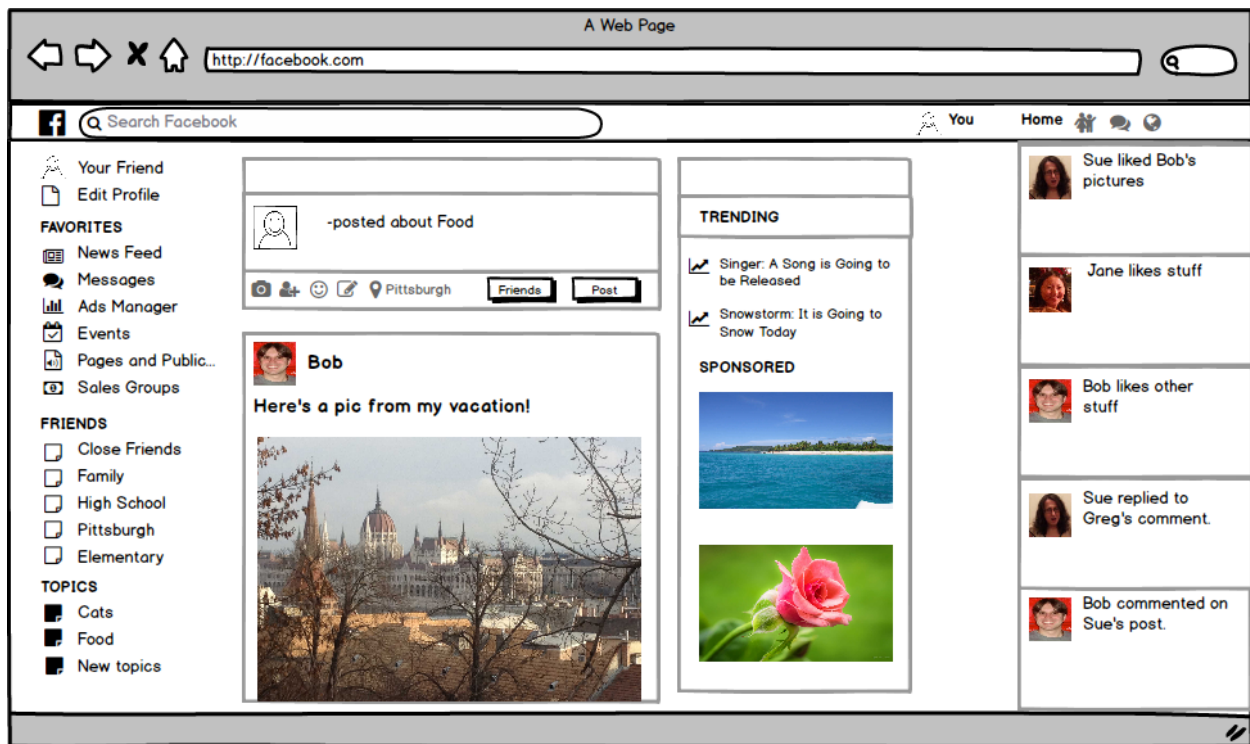 A Web Page
http://facebook.com
Search Facebook
You
Home
Your Friend
Edit Profile
FAVORITES
News Feed
Messages
Ads Manager
Events
Pages and Public...
Sales Groups
FRIENDS
Close Friends
Family
High School
Pittsburgh
Elementary
TOPICS
Cats
Food
New topics
-posted about Food
Pittsburgh
Friends
Post
Bob
Here's a pic from my vacation!
TRENDING
Singer: A Song is Going to
be Released
Snowstorm: It is Going to
Snow Today
SPONSORED
Sue liked Bob's
pictures
Jane likes stuff
Bob likes other
stuff
Sue replied to
Greg's comment.
Bob commented on
Sue's post.